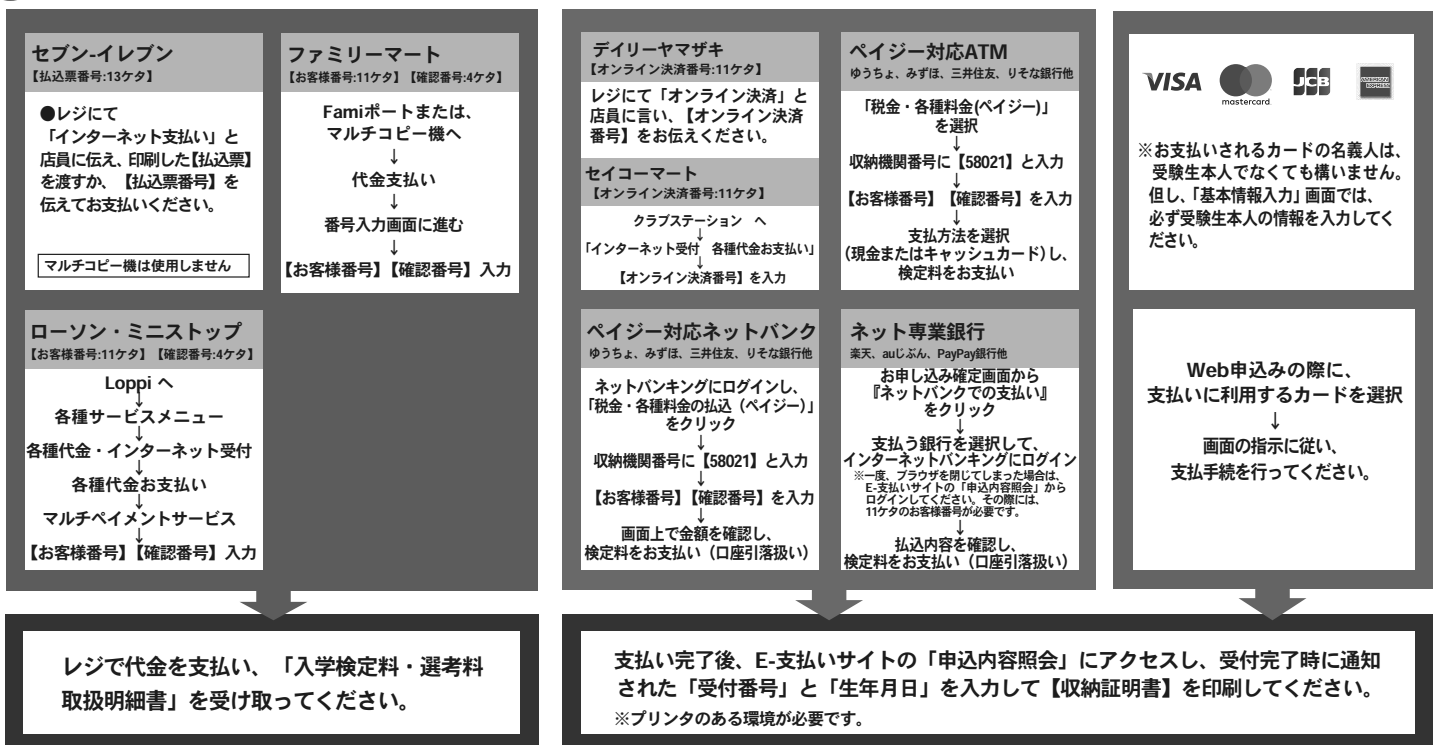 セブン-イレブン
【払込票番号:13ケタ】
●レジにて
「インターネット支払い」と
店員に伝え、印刷した【払込票】
を渡すか、【払込票番号】を
伝えてお支払いください。
マルチコピー機は使用しません
ファミリーマート
【お客様番号:11ケタ】【確認番号:4ケタ】
Famiポートまたは、
マルチコピー機へ
↓
代金支払い
↓
番号入力画面に進む
↓
【お客様番号】【確認番号】入力
ローソン・ミニストップ
【お客様番号:11ケタ】【確認番号:4ケタ】
Loppi へ
↓
各種サービスメニュー
↓
各種代金・インターネット受付
↓
各種代金お支払い
↓
マルチペイメントサービス
↓
【お客様番号】【確認番号】入力
レジで代金を支払い、「入学検定料・選考料
取扱明細書」を受け取ってください。
デイリーヤマザキ
【オンライン決済番号:11ケタ】
レジにて「オンライン決済」と
店員に言い、【オンライン決済
番号】をお伝えください。
セイコーマート
【オンライン決済番号:11ケタ】
クラブステーション へ
↓
「インターネット受付 各種代金お支払い」
↓
【オンライン決済番号】を入力
ペイジー対応ATM
ゆうちょ、みずほ、三井住友、りそな銀行他
「税金・各種料金(ペイジー)」
を選択
↓
収納機関番号に【58021】と入力
↓
【お客様番号】【確認番号】を入力
↓
支払方法を選択
(現金またはキャッシュカード)し、
検定料をお支払い
ペイジー対応ネットバンク
ゆうちょ、みずほ、三井住友、りそな銀行他
ネットバンキングにログインし、
「税金・各種料金の払込(ペイジー)」
をクリック
↓
収納機関番号に【58021】と入力
↓
【お客様番号】【確認番号】を入力
↓
画面上で金額を確認し、
検定料をお支払い(口座引落扱い)
ネット専業銀行
楽天、auじぶん、PayPay銀行他
お申し込み確定画面から
『ネットバンクでの支払い』
をクリック
↓
支払う銀行を選択して、
インターネットバンキングにログイン
※一度、ブラウザを閉じてしまった場合は、
E-支払いサイトの「申込内容照会」から
ログインしてください。その際には、
11ケタのお客様番号が必要です。
↓
払込内容を確認し、
検定料をお支払い(口座引落扱い)
VISA mastercard JCB AMERICAN EXPRESS
※お支払いされるカードの名義人は、
受験生本人でなくても構いません。
但し、「基本情報入力」画面では、
必ず受験生本人の情報を入力してく
ださい。
Web申込みの際に、
支払いに利用するカードを選択
↓
画面の指示に従い、
支払手続を行ってください。
支払い完了後、E-支払いサイトの「申込内容照会」にアクセスし、受付完了時に通知
された「受付番号」と「生年月日」を入力して【収納証明書】を印刷してください。
※プリンタのある環境が必要です。